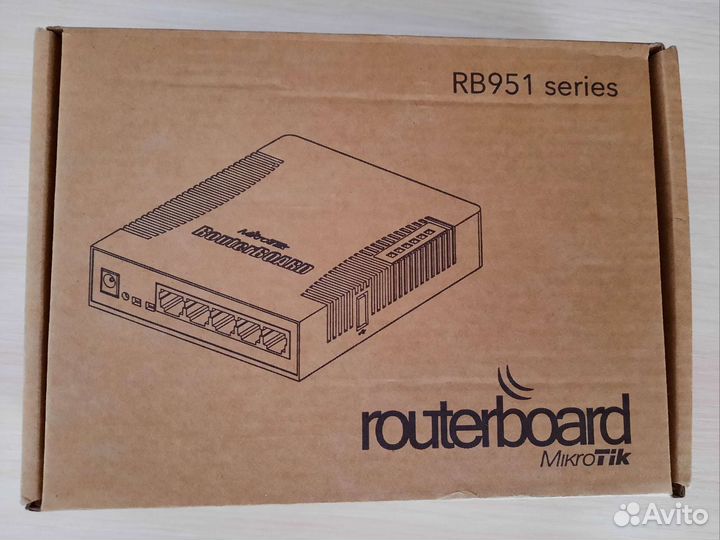 RB951 series
MikroTik
RouterBOARD
routerboard
MikroTik
Avito